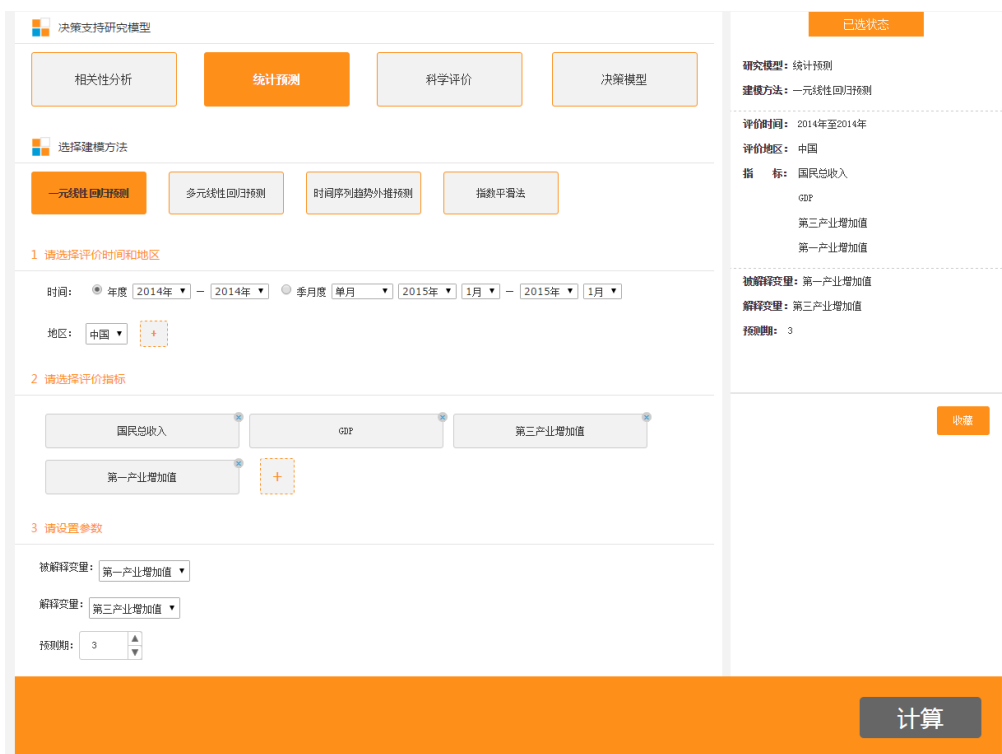 决策支持研究模型
相关性分析 统计预测 科学评价 决策模型
选择建模方法
一元线性回归预测 多元线性回归预测 时间序列趋势外推预测 指数平滑法
1 请选择评价时间和地区
时间: 年度 2014年 — 2014年 季月度 单月 2015年 1月 — 2015年 1月
地区: 中国 +
2 请选择评价指标
国民总收入 GDP 第三产业增加值
第一产业增加值 +
3 请设置参数
被解释变量: 第一产业增加值
解释变量: 第三产业增加值
预测期: 3
计算
已选状态
研究模型: 统计预测
建模方法: 一元线性回归预测
评价时间: 2014年至2014年
评价地区: 中国
指 标: 国民总收入
GDP
第三产业增加值
第一产业增加值
被解释变量: 第一产业增加值
解释变量: 第三产业增加值
预测期: 3
收藏